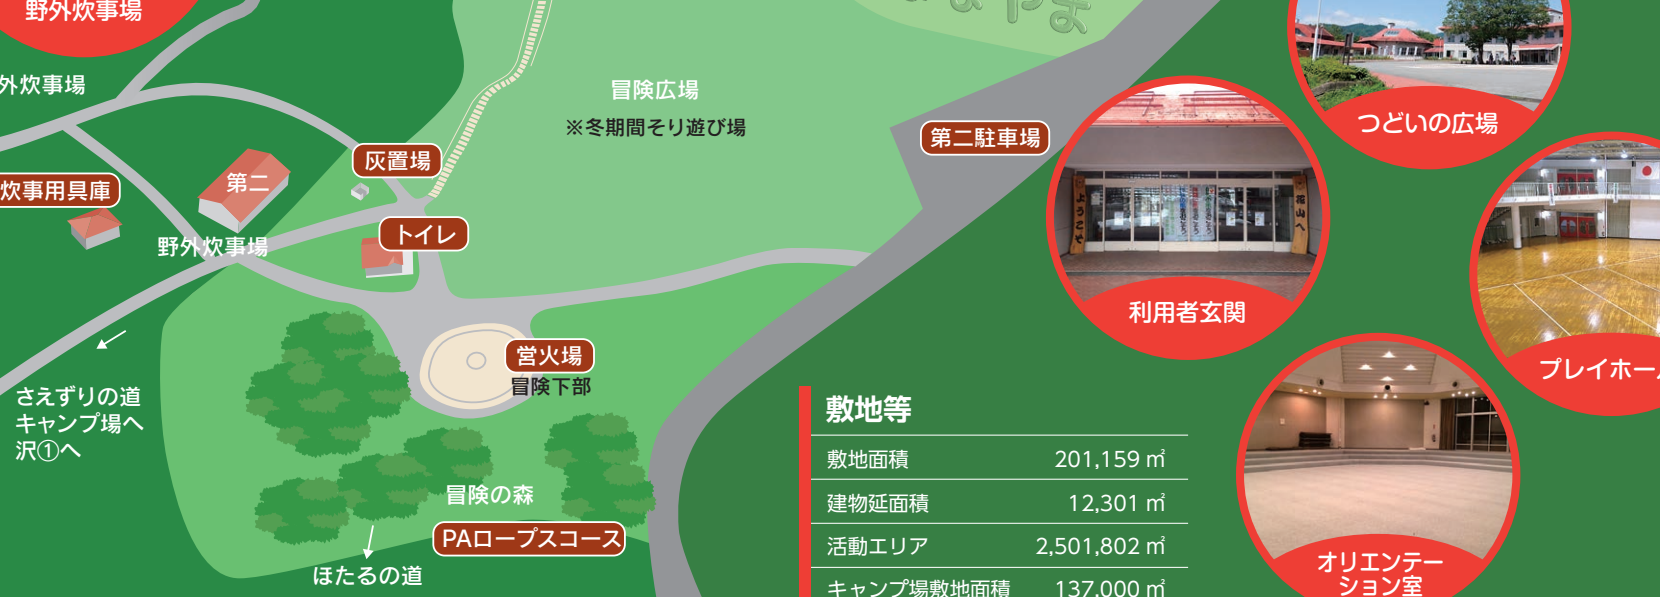 野外炊事場
外炊事場
炊事用具庫
第二
野外炊事場
灰置場
トイレ
冒険広場
※冬期間そり遊び場
第二駐車場
営火場
冒険下部
さえずりの道
キャンプ場へ
沢①へ
冒険の森
PAロープスコース
ほたるの道
つどいの広場
ようこそ
花山へ
利用者玄関
プレイホー
オリエンテー
ション室
敷地等
敷地面積 201,159 ㎡
建物延面積 12,301 ㎡
活動エリア 2,501,802 ㎡
キャンプ場敷地面積 137,000 ㎡